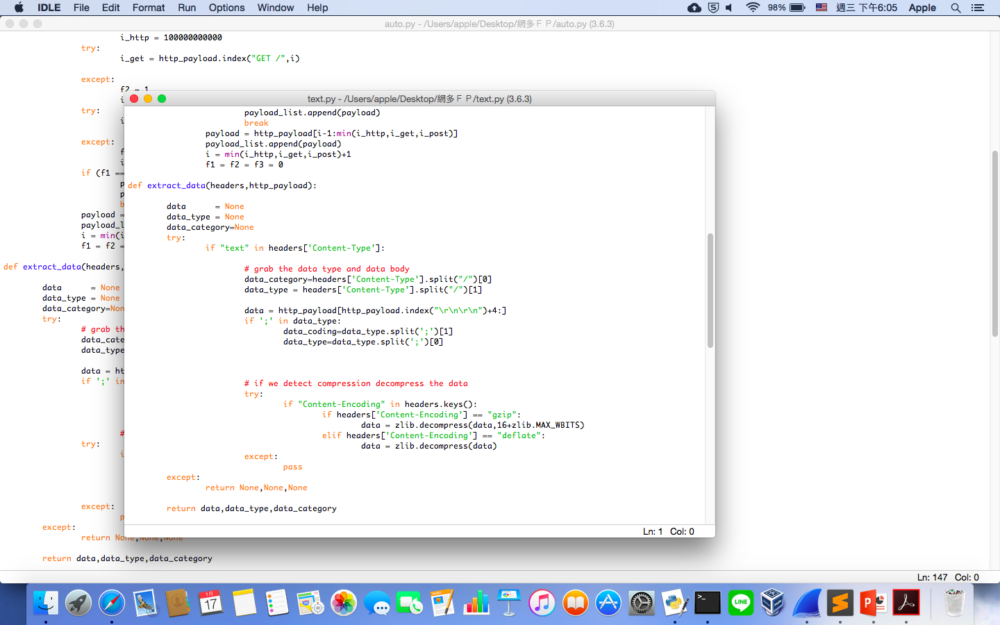 IDLE File Edit Format Run Options Window Help 98% 週三 下午6:05 Apple
auto.py - /Users/apple/Desktop/網多ＦＰ/auto.py (3.6.3)
i_http = 100000000000
try:
i_get = http_payload.index("GET /",i)
except:
f2 = 1
try:
except:
if (f1 ==
payload =
payload_l
i = min(i
f1 = f2 =
def extract_data(headers,
data = None
data_type = None
data_category=Non
try:
# grab th
data_cate
data_type
data = ht
if ';' in
#
try:
except:
except:
return None,None,None
return data,data_type,data_category
Ln: 147 Col: 0
text.py - /Users/apple/Desktop/網多ＦＰ/text.py (3.6.3)
payload_list.append(payload)
break
payload = http_payload[i-1:min(i_http,i_get,i_post)]
payload_list.append(payload)
i = min(i_http,i_get,i_post)+1
f1 = f2 = f3 = 0
def extract_data(headers,http_payload):
data = None
data_type = None
data_category=None
try:
if "text" in headers['Content-Type']:
# grab the data type and data body
data_category=headers['Content-Type'].split("/")[0]
data_type = headers['Content-Type'].split("/")[1]
data = http_payload[http_payload.index("\r\n\r\n")+4:]
if ';' in data_type:
data_coding=data_type.split(';')[1]
data_type=data_type.split(';')[0]
# if we detect compression decompress the data
try:
if "Content-Encoding" in headers.keys():
if headers['Content-Encoding'] == "gzip":
data = zlib.decompress(data,16+zlib.MAX_WBITS)
elif headers['Content-Encoding'] == "deflate":
data = zlib.decompress(data)
except:
pass
except:
return None,None,None
return data,data_type,data_category
Ln: 1 Col: 0
1月
17
LINE